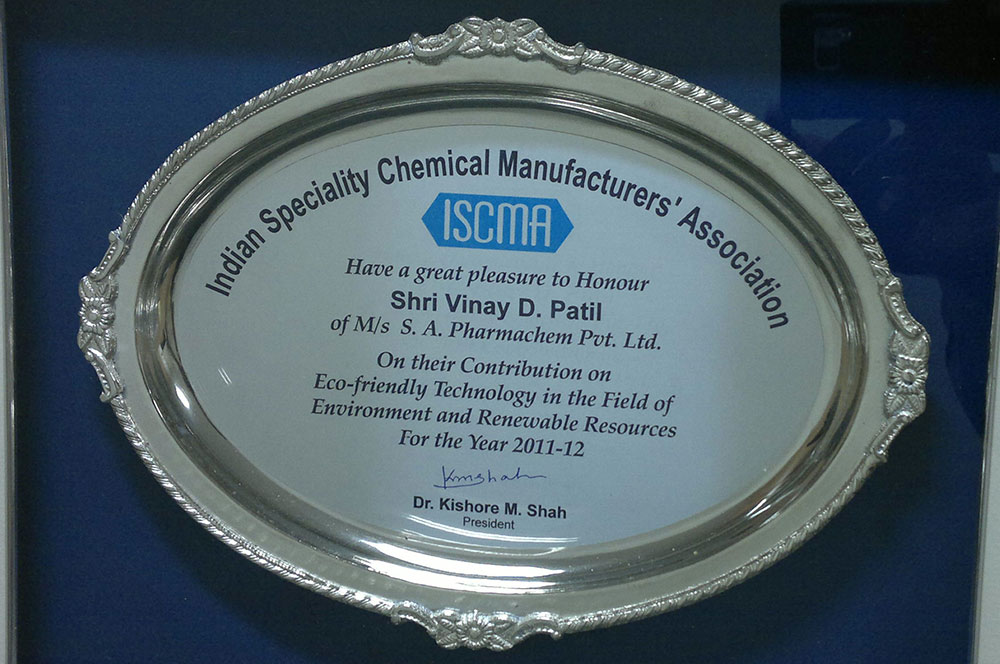 Indian Speciality Chemical Manufacturers' Association
ISCMA
Have a great pleasure to Honour
Shri Vinay D. Patil
of M/s S. A. Pharmachem Pvt. Ltd.
On their Contribution on
Eco-friendly Technology in the Field of
Environment and Renewable Resources
For the Year 2011-12
Kmshah
Dr. Kishore M. Shah
President